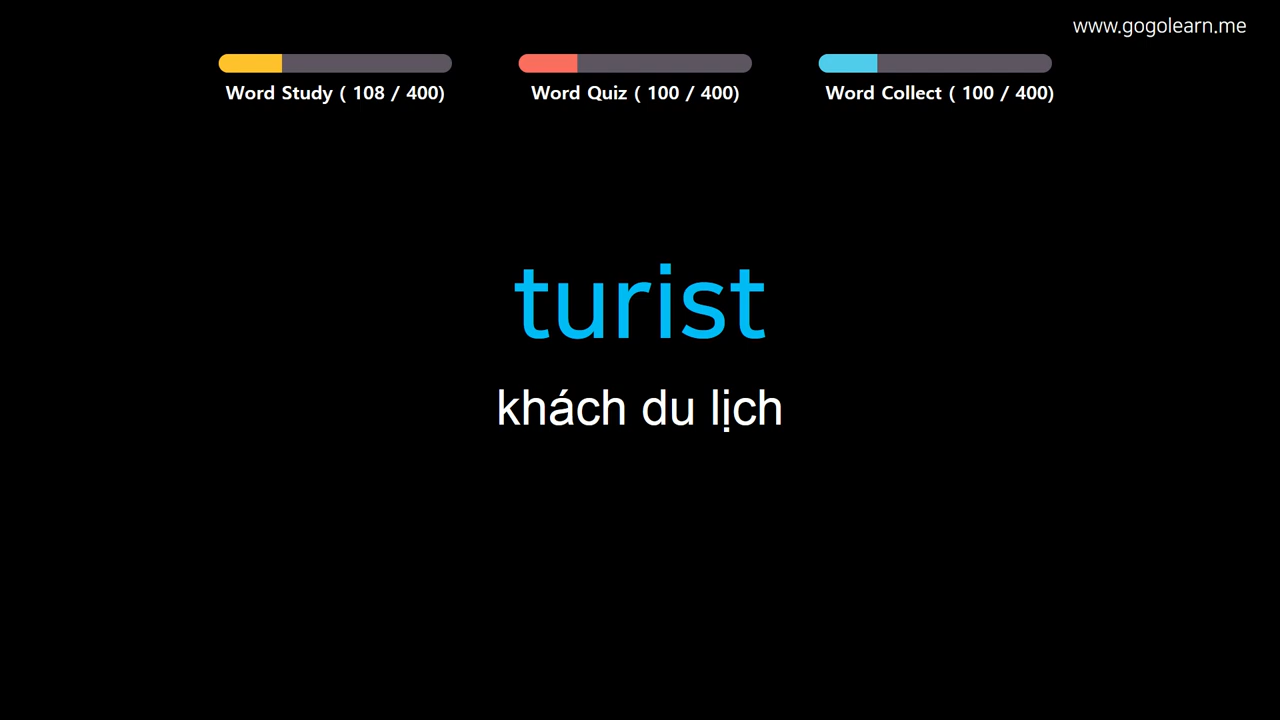 www.gogolearn.me
Word Study ( 108 / 400)
Word Quiz ( 100 / 400)
Word Collect ( 100 / 400)
turist
khách du lịch